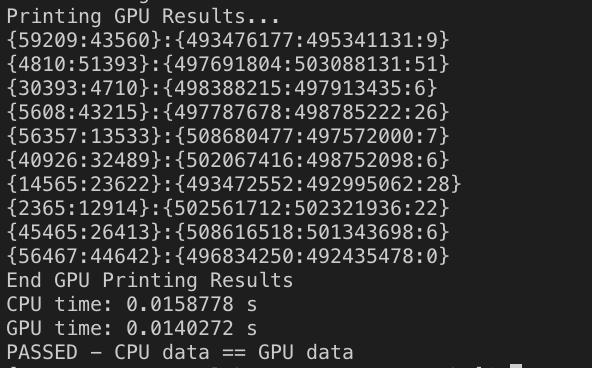 Printing GPU Results...
{59209:43560}:{493476177:495341131:9}
{4810:51393}:{497691804:503088131:51}
{30393:4710}:{498388215:497913435:6}
{5608:43215}:{497787678:498785222:26}
{56357:13533}:{508680477:497572000:7}
{40926:32489}:{502067416:498752098:6}
{14565:23622}:{493472552:492995062:28}
{2365:12914}:{502561712:502321936:22}
{45465:26413}:{508616518:501343698:6}
{56467:44642}:{496834250:492435478:0}
End GPU Printing Results
CPU time: 0.0158778 s
GPU time: 0.0140272 s
PASSED - CPU data == GPU data